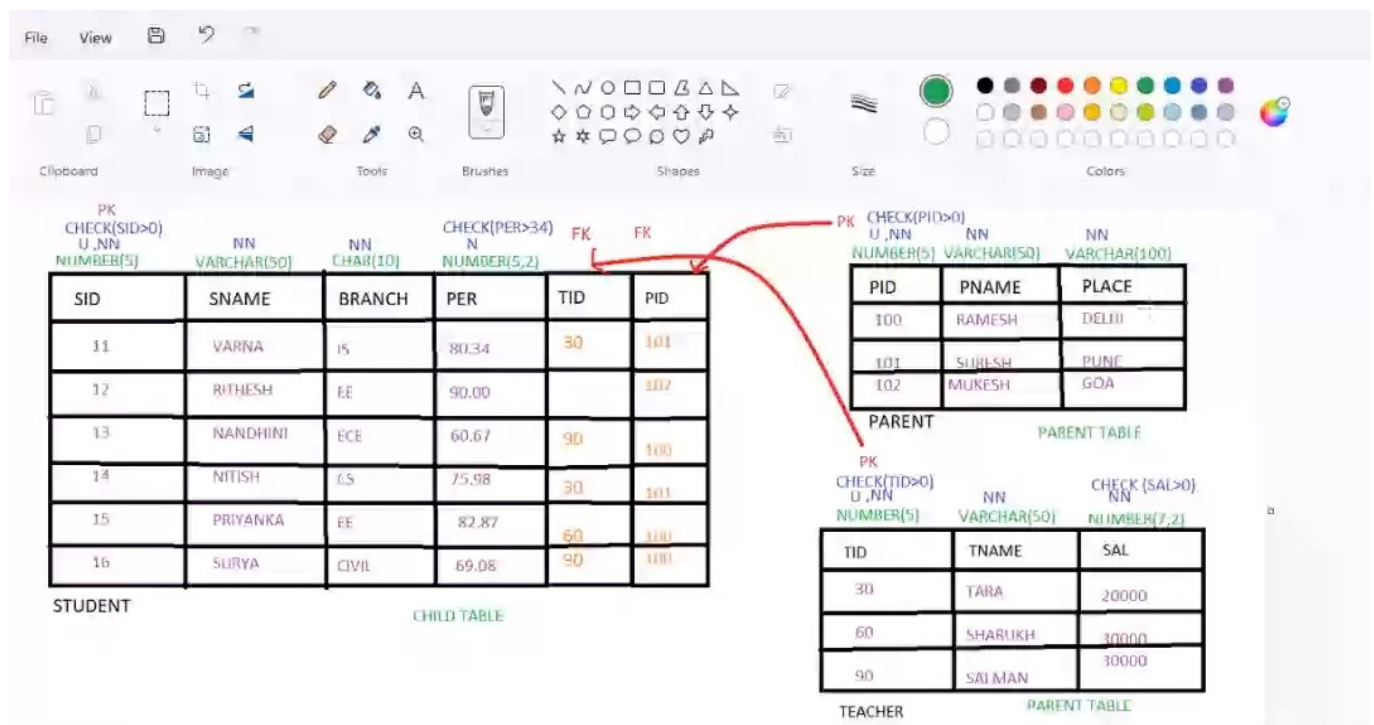 File View
Clipboard Image Tools Brushes Shapes Size Colors
PK
CHECK(SID>0)
U ,NN
NUMBER(5)
NN
VARCHAR(50)
NN
CHAR(10)
CHECK(PER>34)
N
NUMBER(5,2)
FK
FK
SID SNAME BRANCH PER TID PID
11 VARNA IS 80.34 30 101
12 RITHESH EE 90.00 102
13 NANDHINI ECE 60.67 90 100
14 NITISH CS 75.98 30 101
15 PRIYANKA EE 82.87 60 100
16 SURYA CIVIL 69.08 90 100
STUDENT
CHILD TABLE
PK CHECK(PID>0)
U ,NN NN NN
NUMBER(5) VARCHAR(50) VARCHAR(100)
PID PNAME PLACE
100 RAMESH DELHI
101 SURESH PUNE
102 MUKESH GOA
PARENT
PARENT TABLE
PK
CHECK(TID>0)
U ,NN
NUMBER(5)
NN
VARCHAR(50)
CHECK (SAL>0)
NN
NUMBER(7,2)
TID TNAME SAL
30 TARA 20000
60 SHARUKH 30000
90 SALMAN 30000
TEACHER
PARENT TABLE